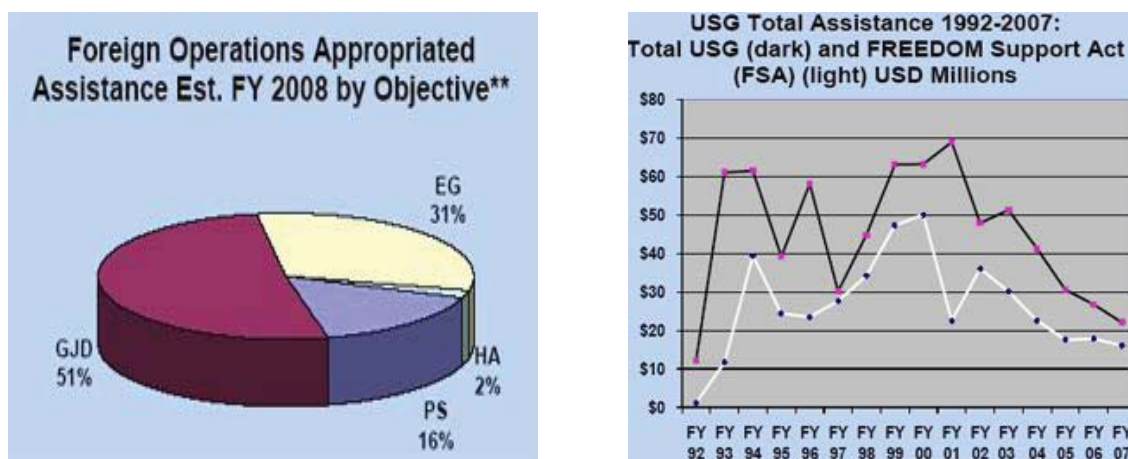 Foreign Operations Appropriated
Assistance Est. FY 2008 by Objective**
EG
31%
GJD
51%
HA
2%
PS
16%
USG Total Assistance 1992-2007:
Total USG (dark) and FREEDOM Support Act
(FSA) (light) USD Millions
$80
$70
$60
$50
$40
$30
$20
$10
$0
FY FY FY FY FY FY FY FY FY FY FY FY FY FY FY FY
92 93 94 95 96 97 98 99 00 01 02 03 04 05 06 07